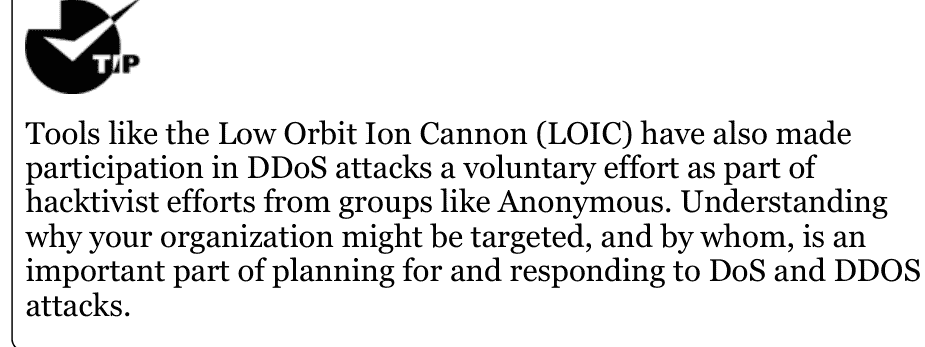 TIP
Tools like the Low Orbit Ion Cannon (LOIC) have also made
participation in DDoS attacks a voluntary effort as part of
hacktivist efforts from groups like Anonymous. Understanding
why your organization might be targeted, and by whom, is an
important part of planning for and responding to DoS and DDOS
attacks.